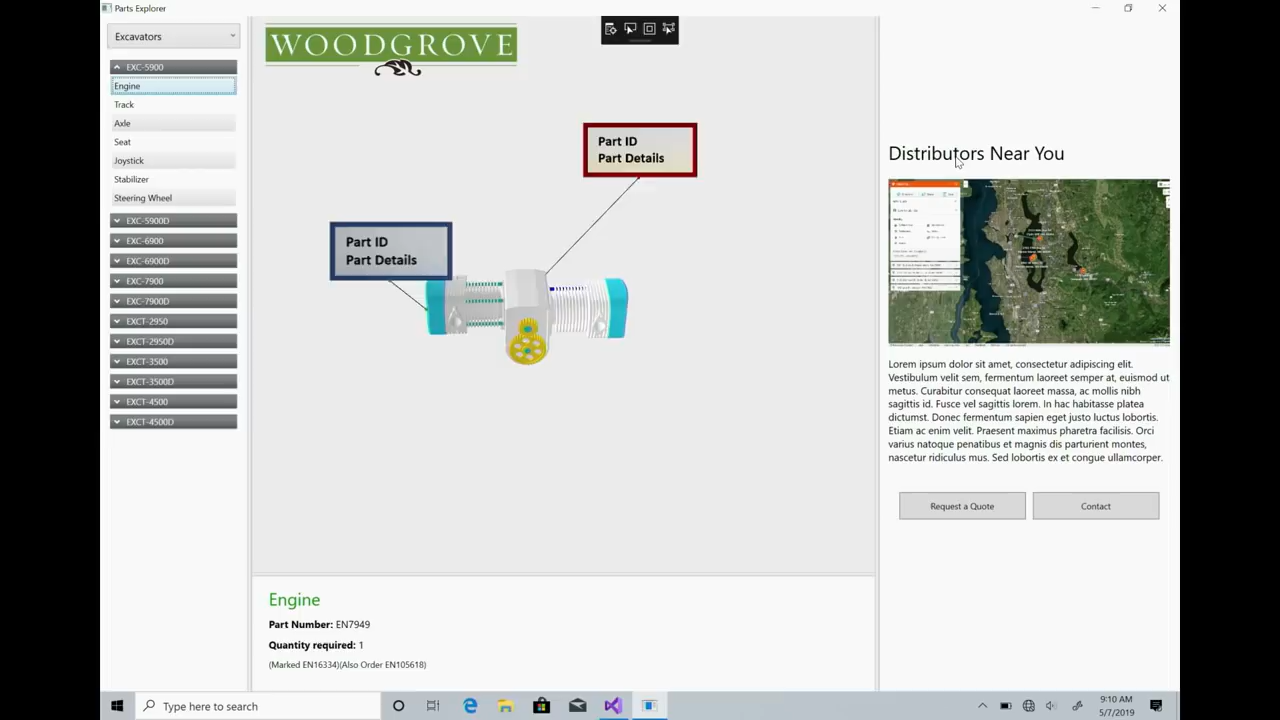 Parts Explorer
Excavators
EXC-5900
Engine
Track
Axle
Seat
Joystick
Stabilizer
Steering Wheel
EXC-5900D
EXC-6900
EXC-6900D
EXC-7900
EXC-7900D
EXCT-2950
EXCT-2950D
EXCT-3500
EXCT-3500D
EXCT-4500
EXCT-4500D
WOODGROVE
Part ID
Part Details
Part ID
Part Details
Engine
Part Number: EN7949
Quantity required: 1
(Marked EN16334)(Also Order EN105618)
Distributors Near You
Lorem ipsum dolor sit amet, consectetur adipiscing elit.
Vestibulum velit sem, fermentum laoreet semper at, euismod ut
metus. Curabitur consequat laoreet massa, ac mollis nibh
sagittis id. Fusce vel sagittis lorem. In hac habitasse platea
dictumst. Donec fermentum sapien eget justo luctus lobortis.
Etiam ac enim velit. Praesent maximus pharetra facilisis. Orci
varius natoque penatibus et magnis dis parturient montes,
nascetur ridiculus mus. Sed lobortis ex et congue ullamcorper.
Request a Quote
Contact
Type here to search
9:10 AM
5/7/2019